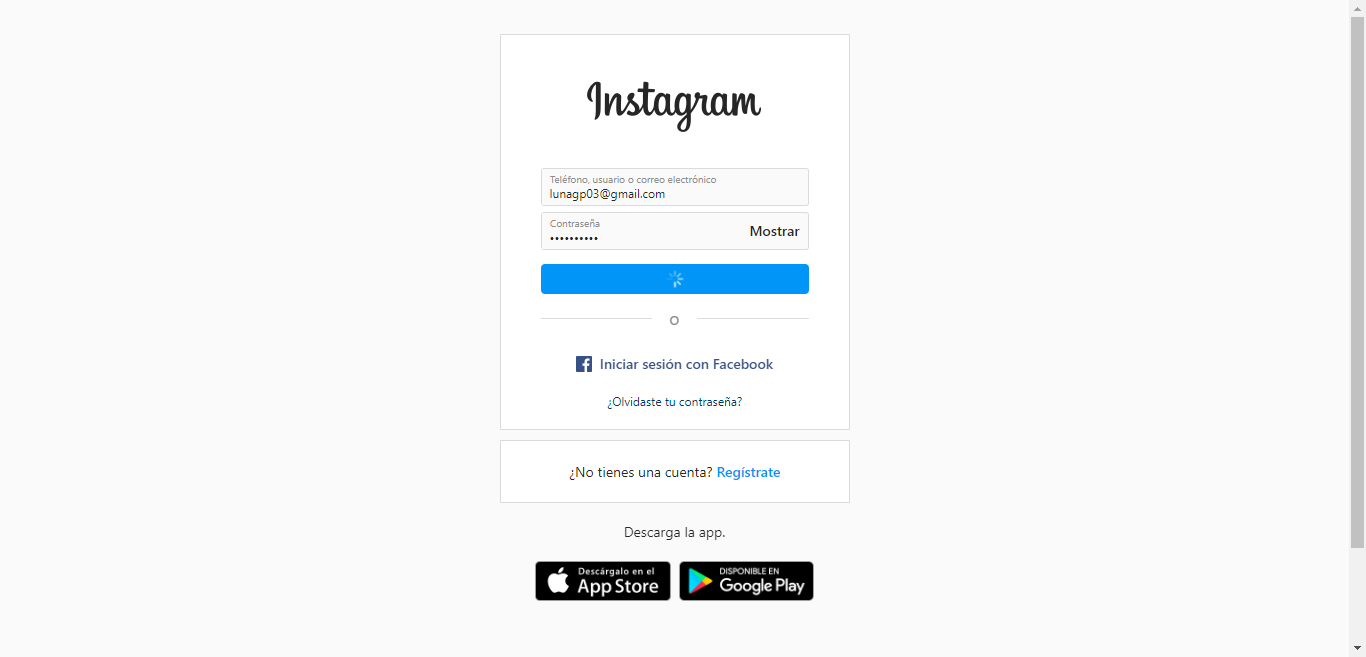 Instagram
Teléfono, usuario o correo electrónico
lunagp03@gmail.com
Contraseña
••••••••••
Mostrar
O
Iniciar sesión con Facebook
¿Olvidaste tu contraseña?
¿No tienes una cuenta? Regístrate
Descarga la app.
Descárgalo en el
App Store
DISPONIBLE EN
Google Play